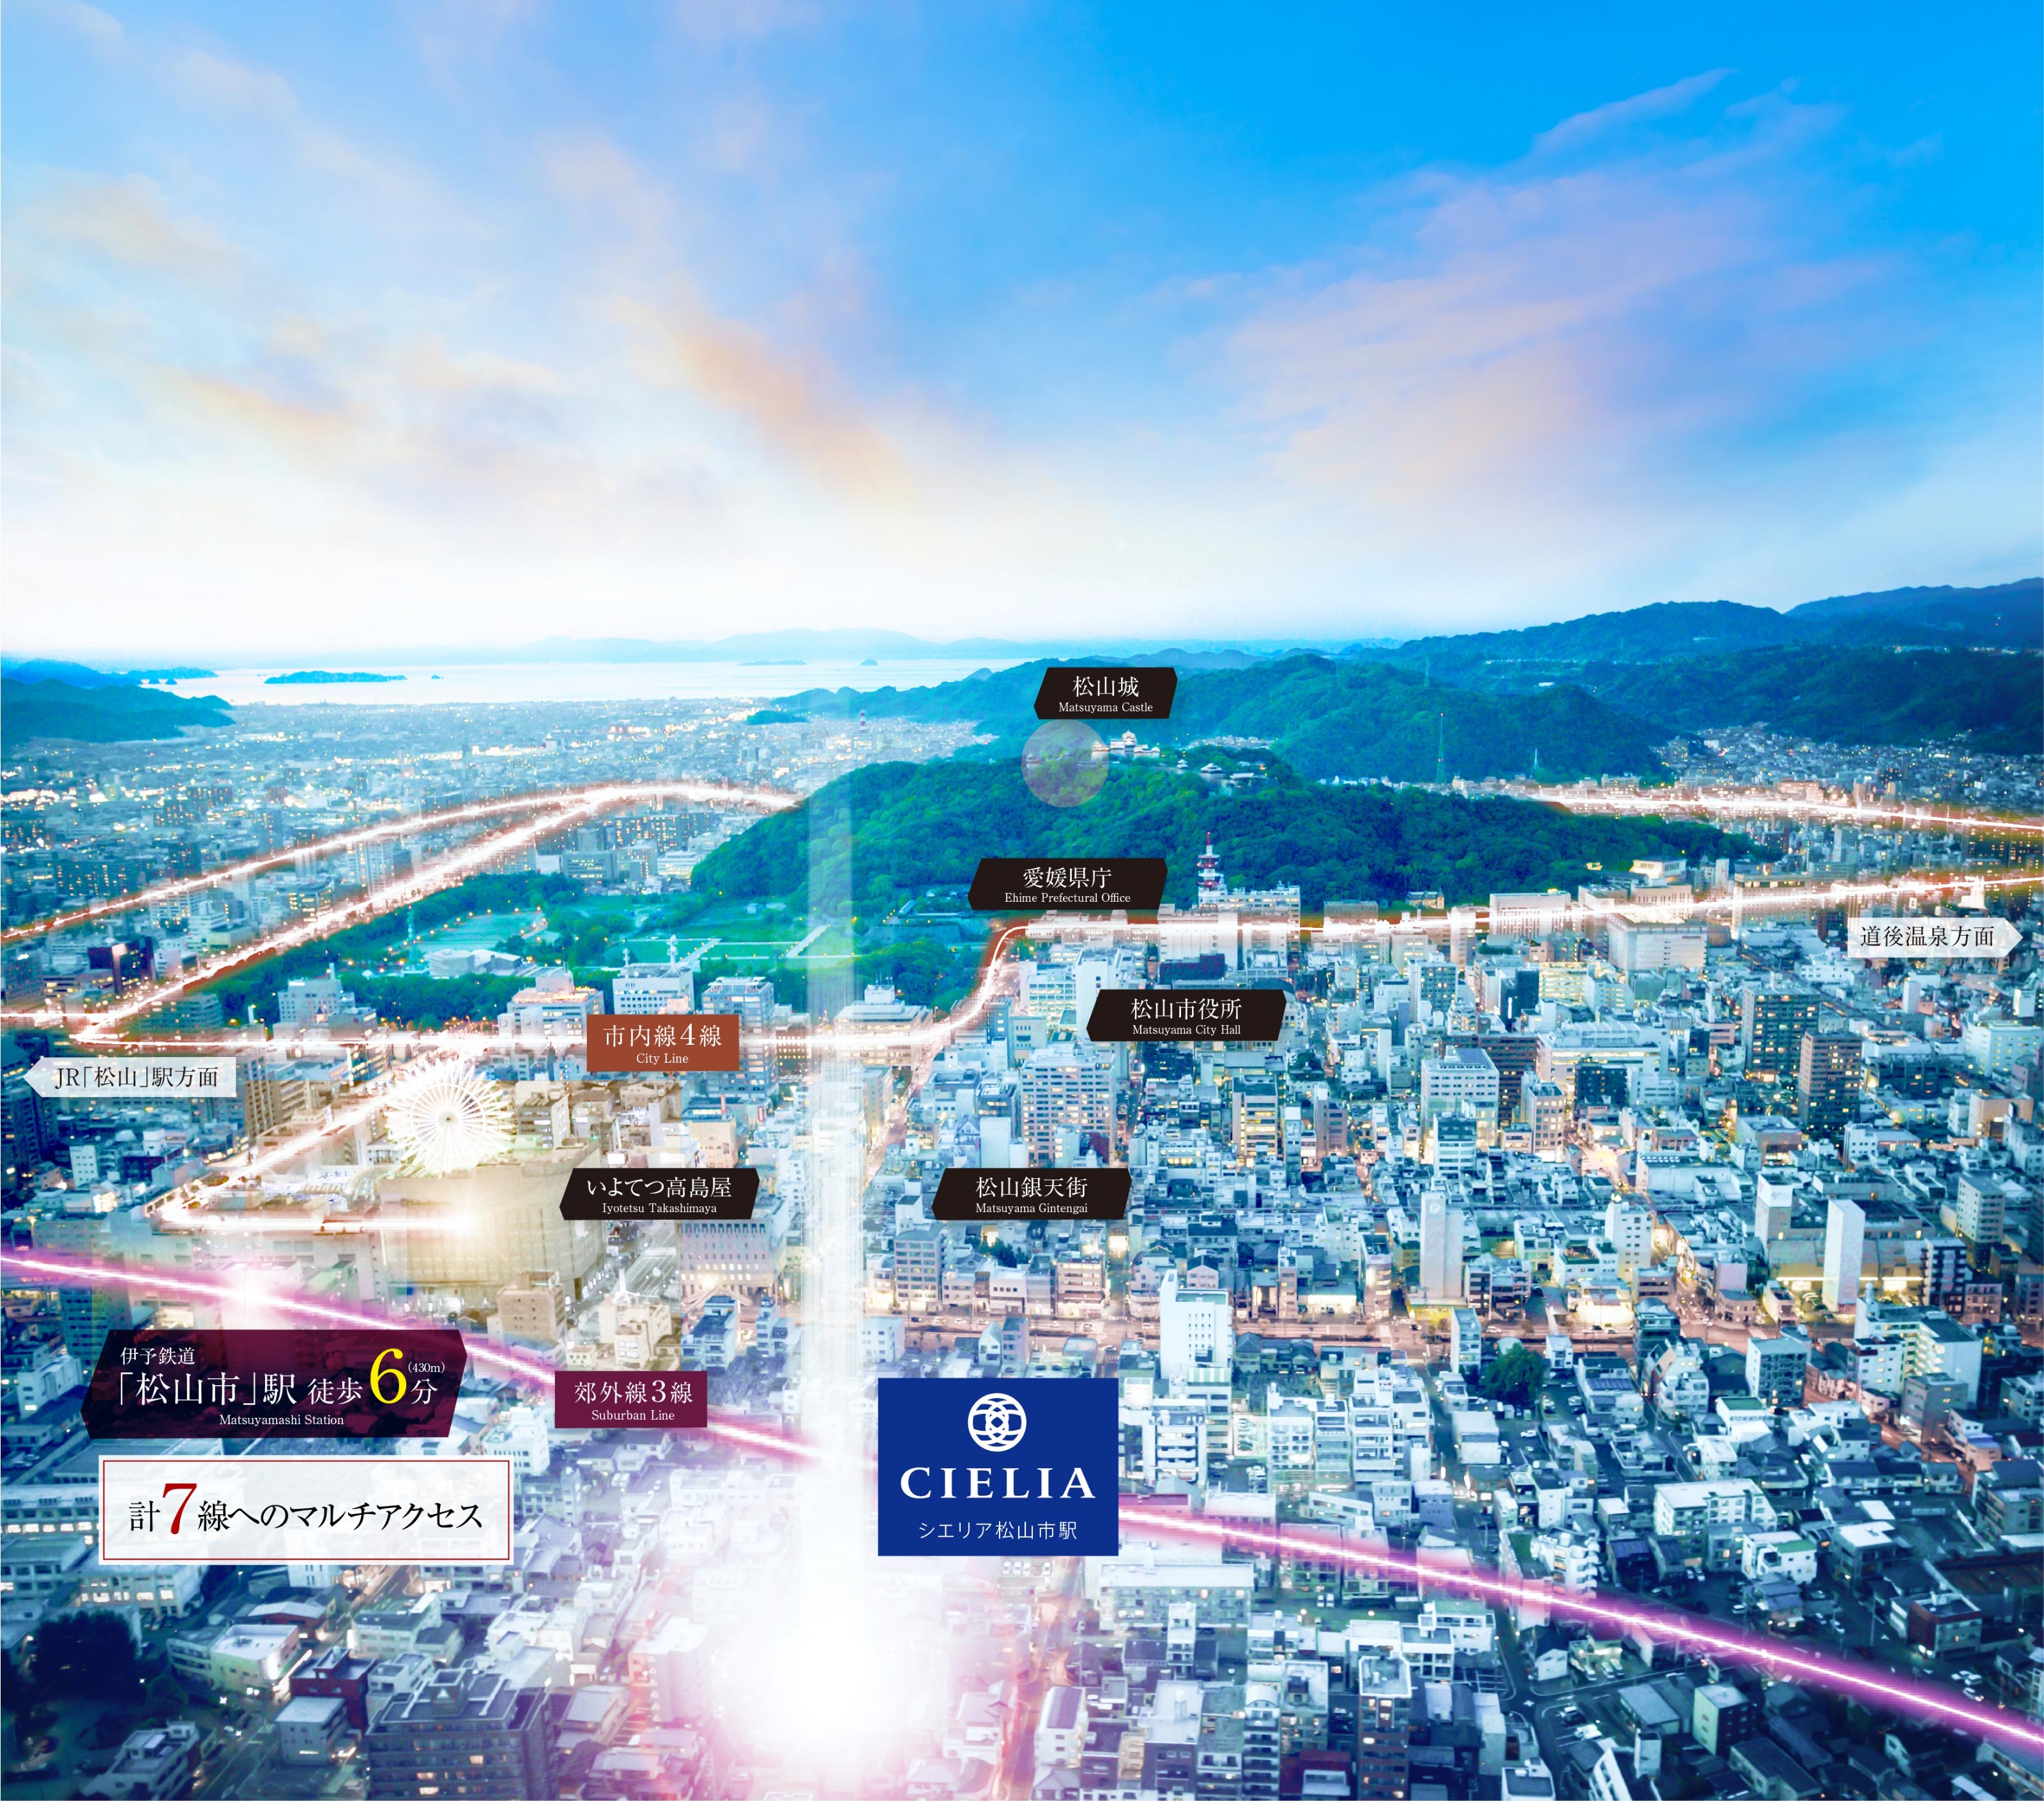 松山城
Matsuyama Castle
愛媛県庁
Ehime Prefectural Office
道後温泉方面
松山市役所
Matsuyama City Hall
市内線4線
City Line
JR「松山」駅方面
いよてつ高島屋
Iyotetsu Takashimaya
松山銀天街
Matsuyama Gintengai
伊予鉄道
「松山市」駅 徒歩6分(430m)
Matsuyamashi Station
郊外線3線
Suburban Line
計7線へのマルチアクセス
CIELIA
シエリア松山市駅